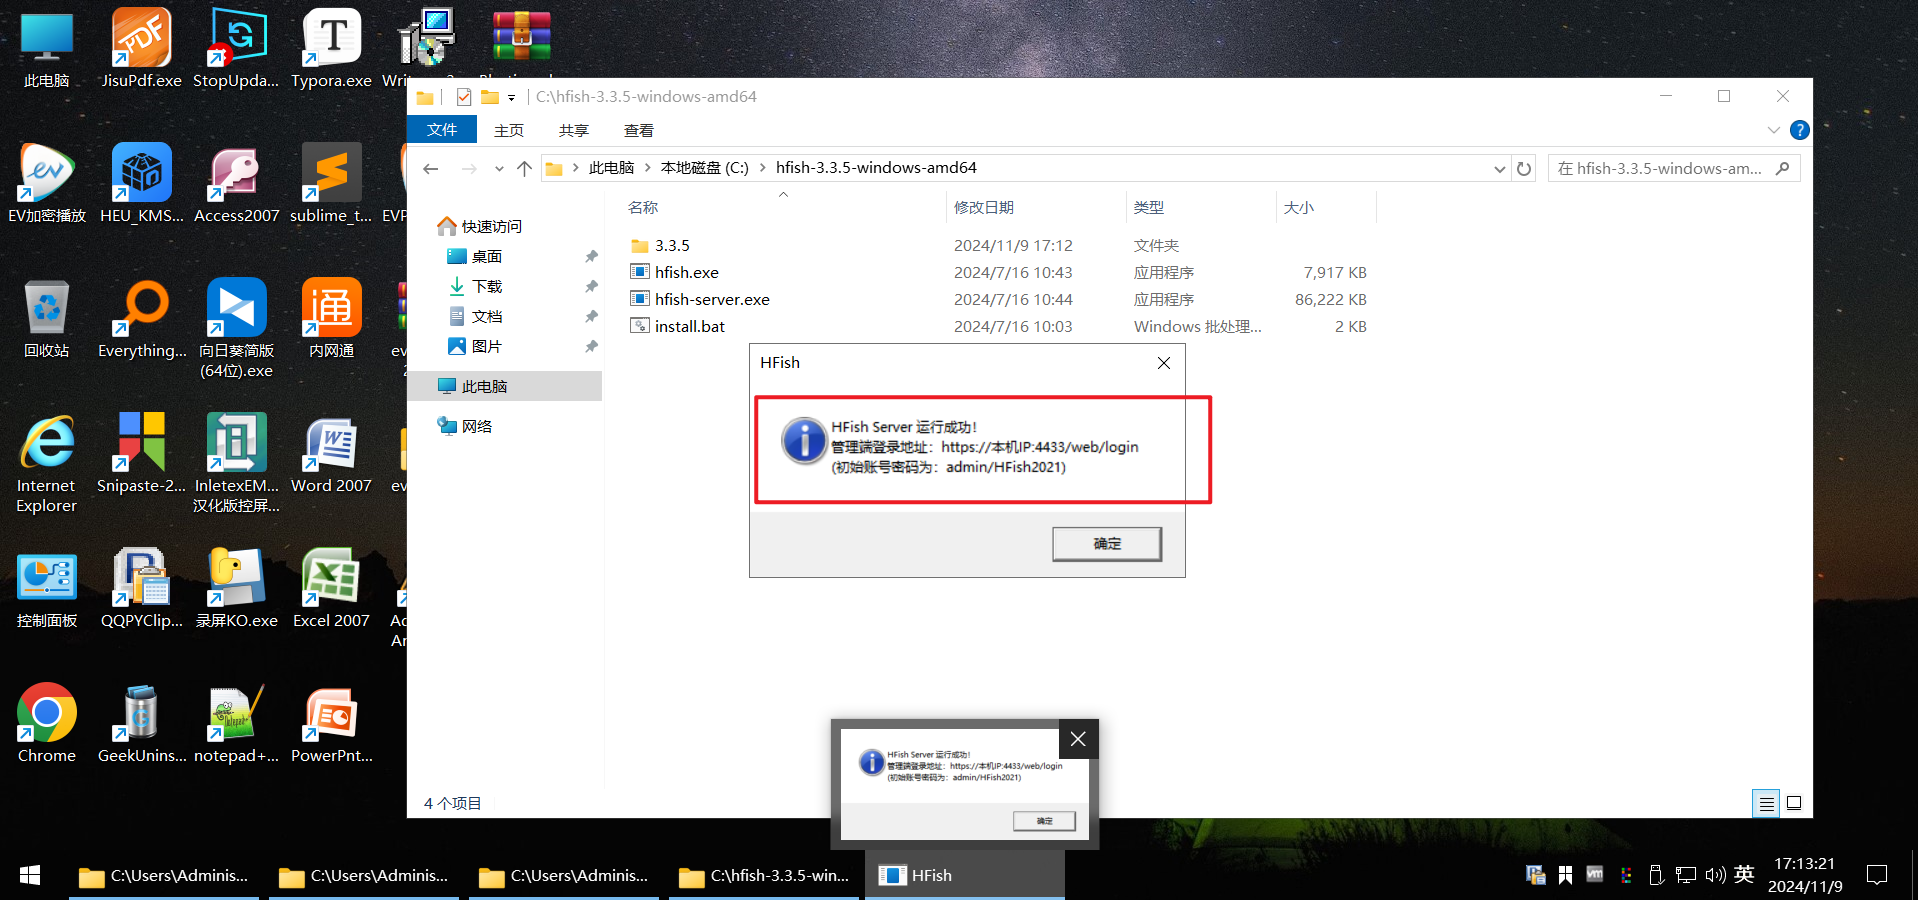 此电脑
JisuPdf.exe
StopUpda...
Typora.exe
C:\hfish-3.3.5-windows-amd64
文件
主页
共享
查看
此电脑
本地磁盘 (C:)
hfish-3.3.5-windows-amd64
在 hfish-3.3.5-windows-am...
EV加密播放
HEU_KMS...
Access2007
sublime_t...
EVP
名称
修改日期
类型
大小
快速访问
桌面
下载
文档
图片
此电脑
网络
3.3.5
2024/11/9 17:12
文件夹
hfish.exe
2024/7/16 10:43
应用程序
7,917 KB
hfish-server.exe
2024/7/16 10:44
应用程序
86,222 KB
install.bat
2024/7/16 10:03
Windows 批处理...
2 KB
回收站
Everything...
向日葵简版
(64位).exe
内网通
通
ev
HFish
HFish Server 运行成功!
管理端登录地址：https://本机IP:4433/web/login
(初始账号密码为：admin/HFish2021)
确定
Internet
Explorer
Snipaste-2...
InletexEM...
汉化版控屏...
Word 2007
ev
控制面板
QQPYClip...
录屏KO.exe
Excel 2007
Chrome
GeekUnins...
notepad+...
PowerPnt...
HFish Server 运行成功!
管理端登录地址：https://本机IP:4433/web/login
(初始账号密码为：admin/HFish2021)
确定
4 个项目
C:\Users\Adminis...
C:\Users\Adminis...
C:\Users\Adminis...
C:\hfish-3.3.5-win...
HFish
英
17:13:21
2024/11/9